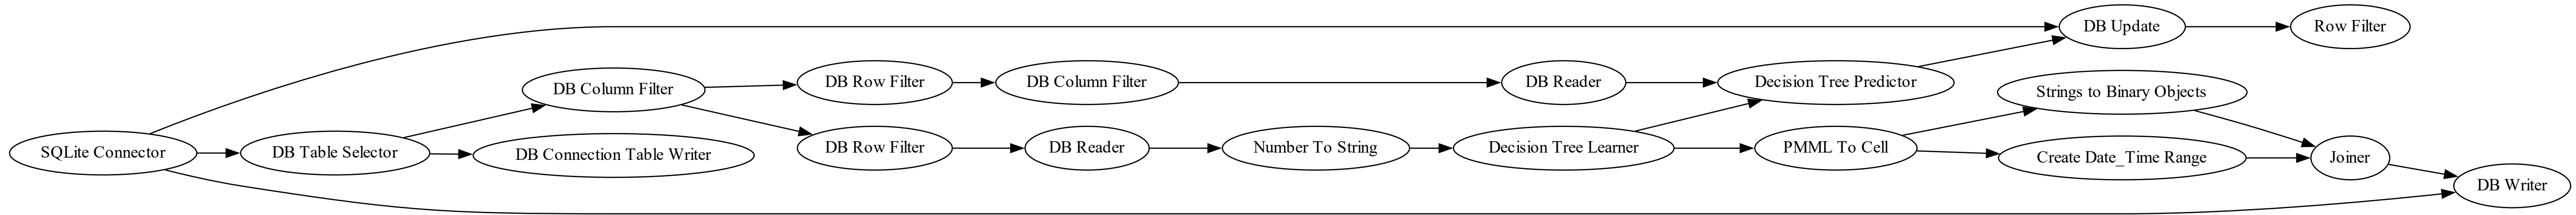 DB Update
Row Filter
DB Column Filter
DB Row Filter
DB Column Filter
DB Reader
Decision Tree Predictor
Strings to Binary Objects
SQLite Connector
DB Table Selector
DB Connection Table Writer
DB Row Filter
DB Reader
Number To String
Decision Tree Learner
PMML To Cell
Create Date_Time Range
Joiner
DB Writer